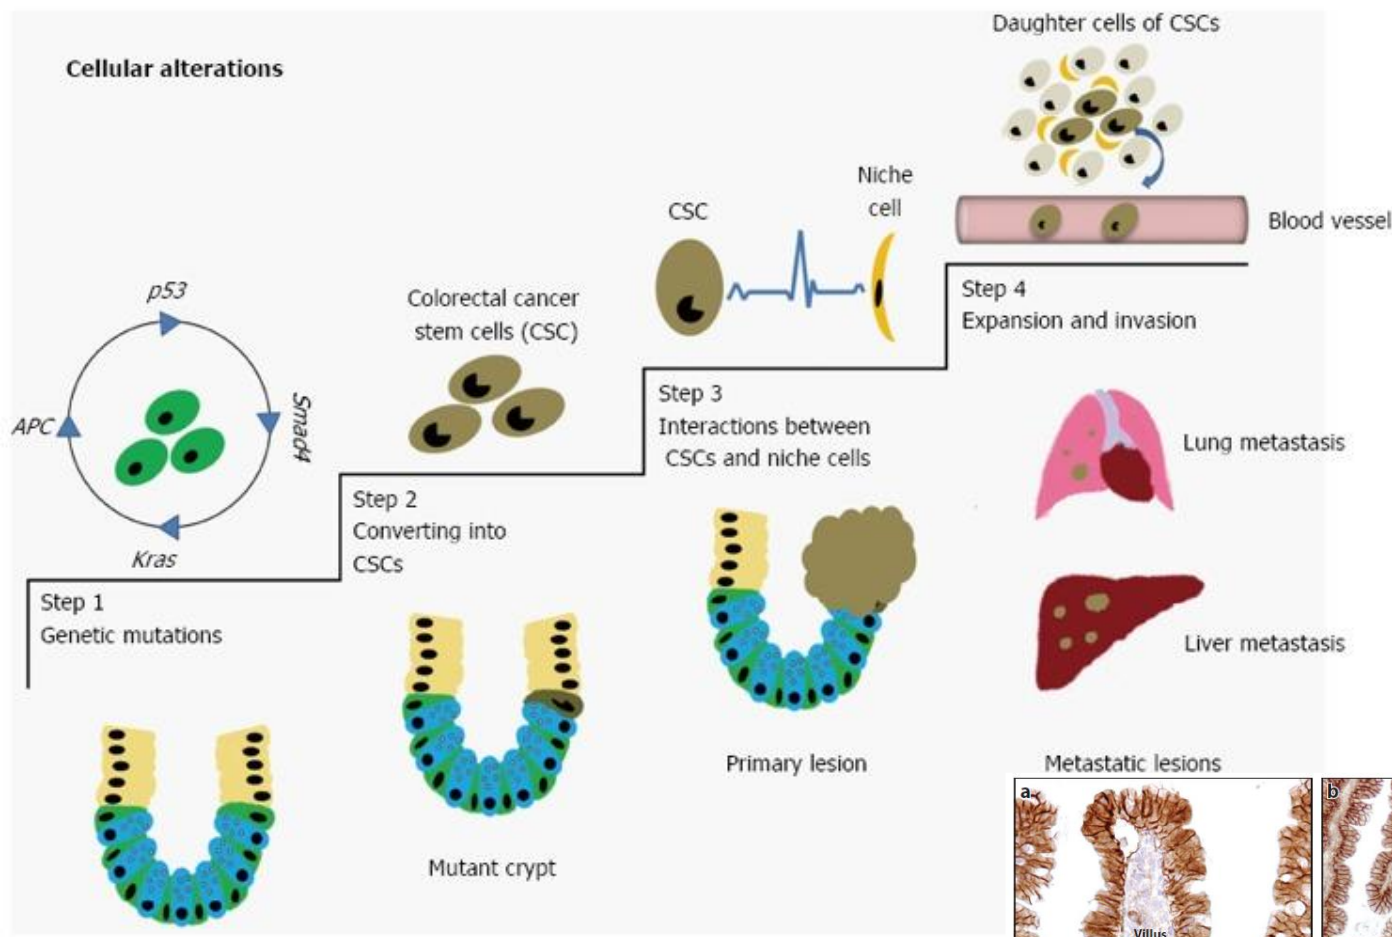 Cellular alterations
Daughter cells of CSCs
Blood vessel
CSC
Niche
cell
Colorectal cancer
stem cells (CSC)
p53
APC
Smad4
Kras
Step 1
Genetic mutations
Step 2
Converting into
CSCs
Step 3
Interactions between
CSCs and niche cells
Step 4
Expansion and invasion
Lung metastasis
Liver metastasis
Mutant crypt
Primary lesion
Metastatic lesions
a
b
Villus